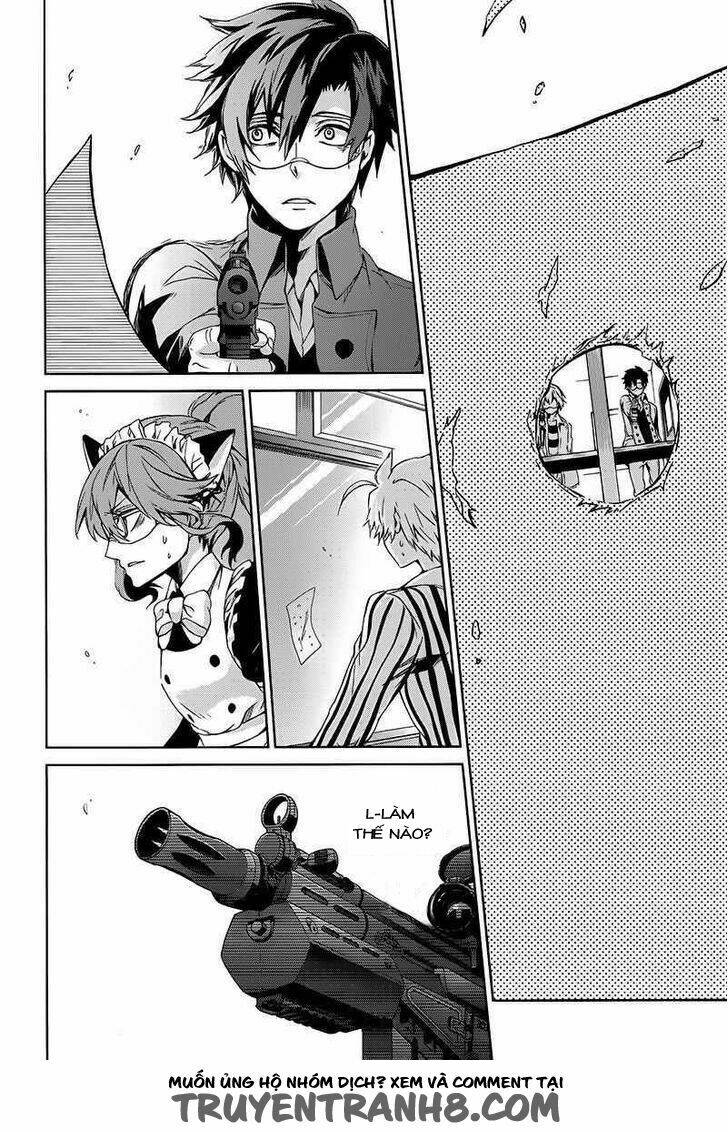 L-LÀM
THẾ NÀO?
MUỐN ỦNG HỘ NHÓM DỊCH? XEM VÀ COMMENT TẠI
TRUYENTRANH8.COM